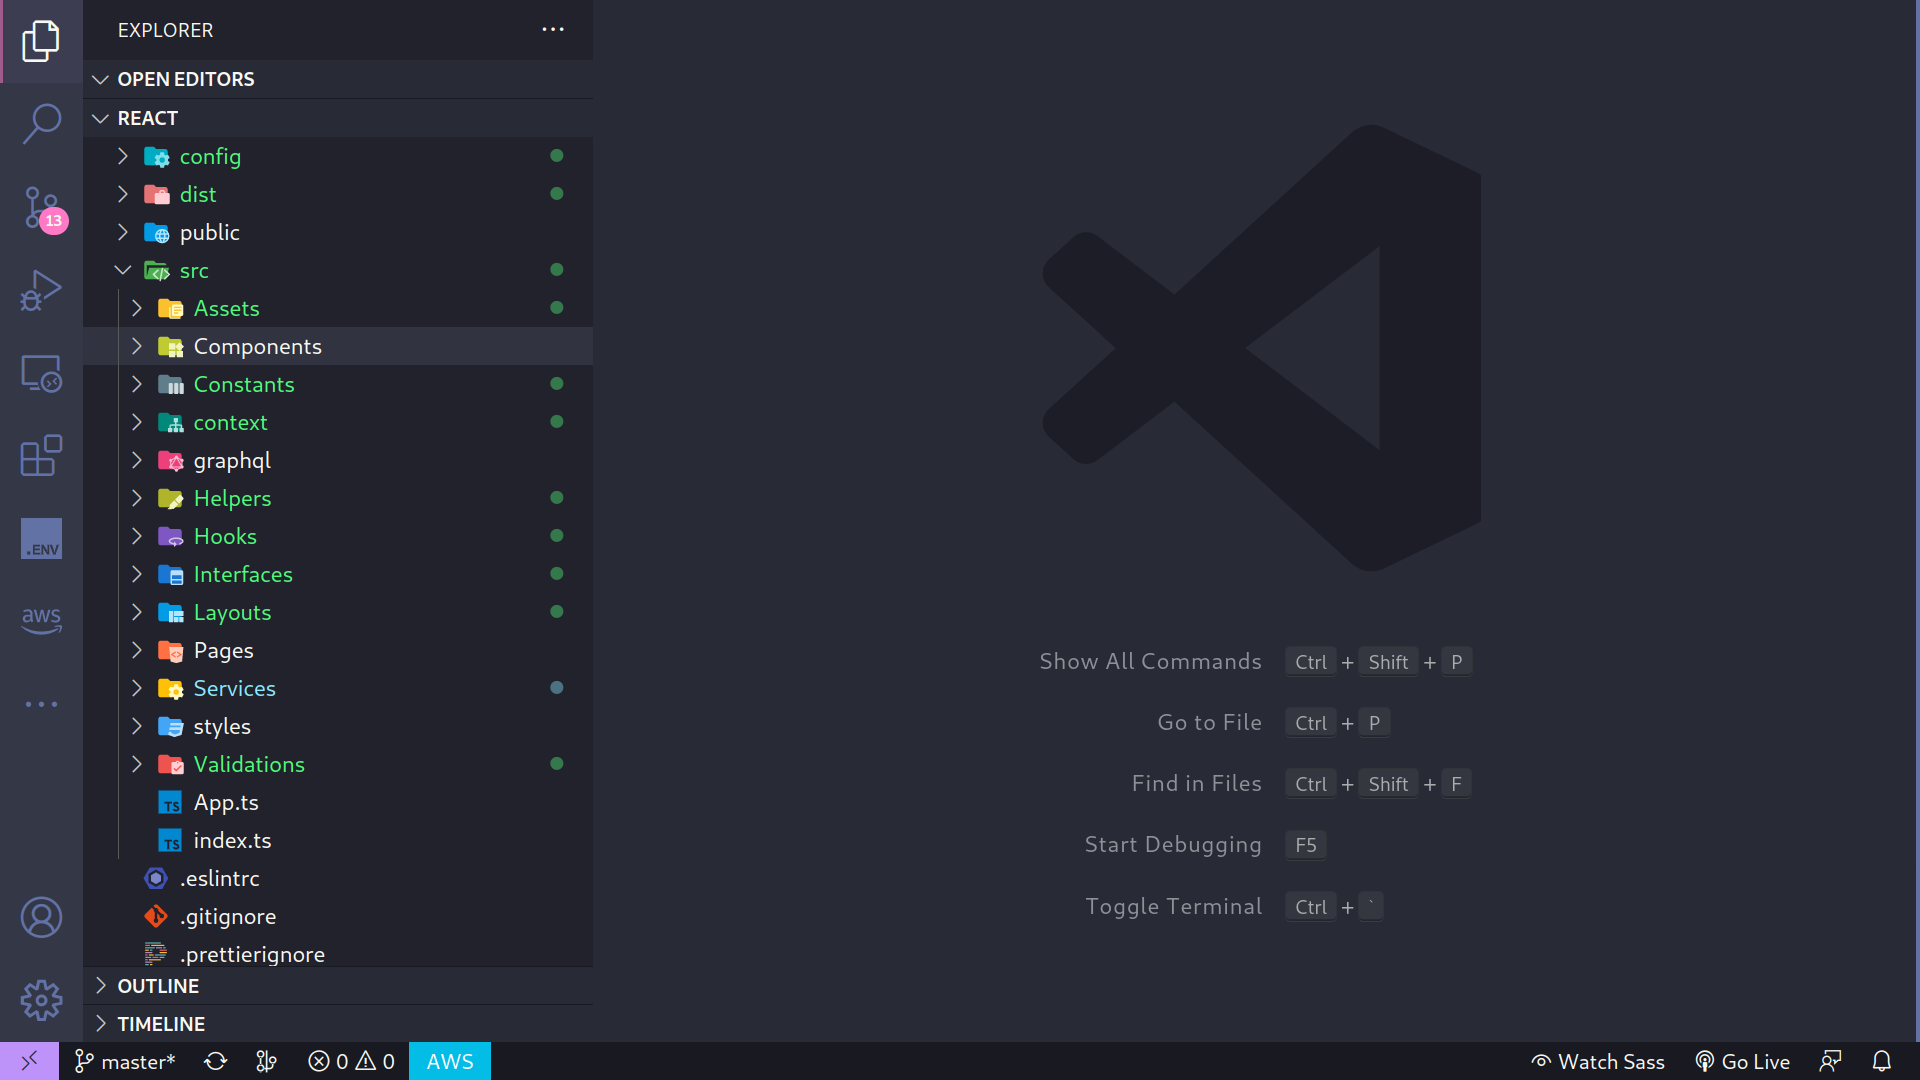 EXPLORER
OPEN EDITORS
REACT
config
dist
public
src
Assets
Components
Constants
context
graphql
Helpers
Hooks
Interfaces
Layouts
Pages
Services
styles
Validations
TS App.ts
TS index.ts
.eslintrc
.gitignore
.prettierignore
OUTLINE
TIMELINE
13
.ENV
aws
Show All Commands Ctrl + Shift + P
Go to File Ctrl + P
Find in Files Ctrl + Shift + F
Start Debugging F5
Toggle Terminal Ctrl + `
master* 0 0 AWS Watch Sass Go Live